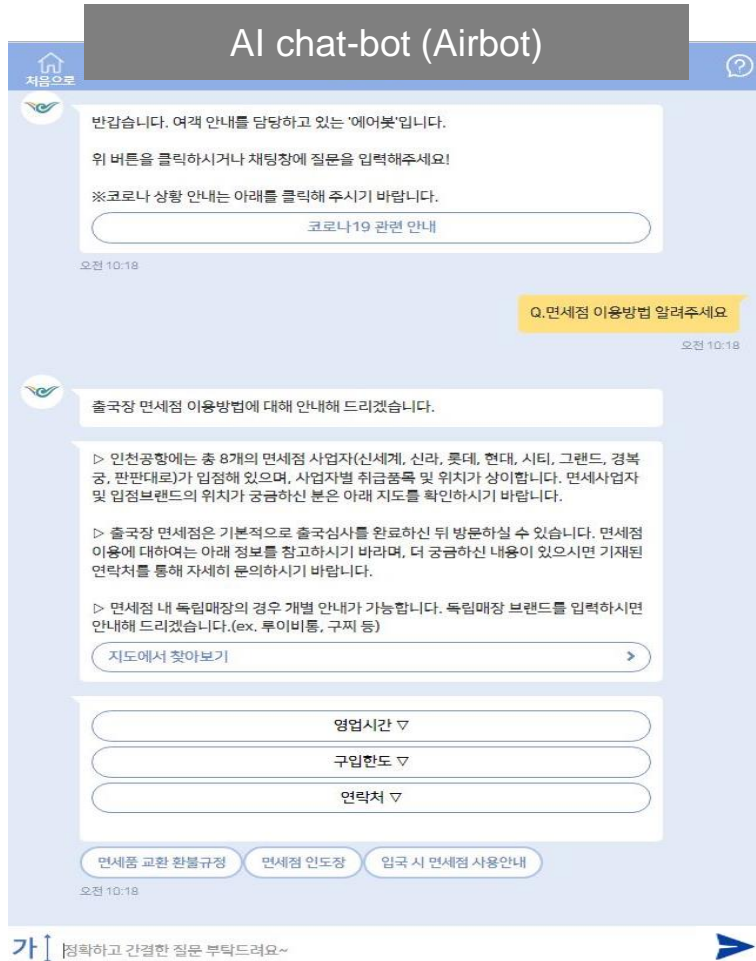 AI chat-bot (Airbot)
처음으로
반갑습니다. 여객 안내를 담당하고 있는 '에어봇'입니다.
위 버튼을 클릭하시거나 채팅창에 질문을 입력해주세요!
※코로나 상황 안내는 아래를 클릭해 주시기 바랍니다.
코로나19 관련 안내
오전 10:18
Q.면세점 이용방법 알려주세요
오전 10:18
출국장 면세점 이용방법에 대해 안내해 드리겠습니다.
▷ 인천공항에는 총 8개의 면세점 사업자(신세계, 신라, 롯데, 현대, 시티, 그랜드, 경복
궁, 판판대로)가 입점해 있으며, 사업자별 취급품목 및 위치가 상이합니다. 면세사업자
및 입점브랜드의 위치가 궁금하신 분은 아래 지도를 확인하시기 바랍니다.
▷ 출국장 면세점은 기본적으로 출국심사를 완료하신 뒤 방문하실 수 있습니다. 면세점
이용에 대하여는 아래 정보를 참고하시기 바라며, 더 궁금하신 내용이 있으시면 기재된
연락처를 통해 자세히 문의하시기 바랍니다.
▷ 면세점 내 독립매장의 경우 개별 안내가 가능합니다. 독립매장 브랜드를 입력하시면
안내해 드리겠습니다.(ex. 루이비통, 구찌 등)
지도에서 찾아보기 >
영업시간 ▽
구입한도 ▽
연락처 ▽
면세품 교환 환불규정 면세점 인도장 입국 시 면세점 사용안내
오전 10:18
가 정확하고 간결한 질문 부탁드려요~